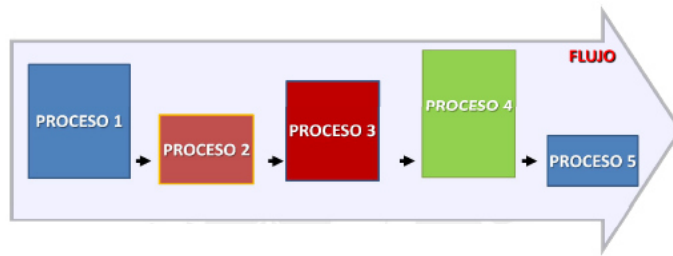 FLUJO
PROCESO 1
PROCESO 2
PROCESO 3
PROCESO 4
PROCESO 5